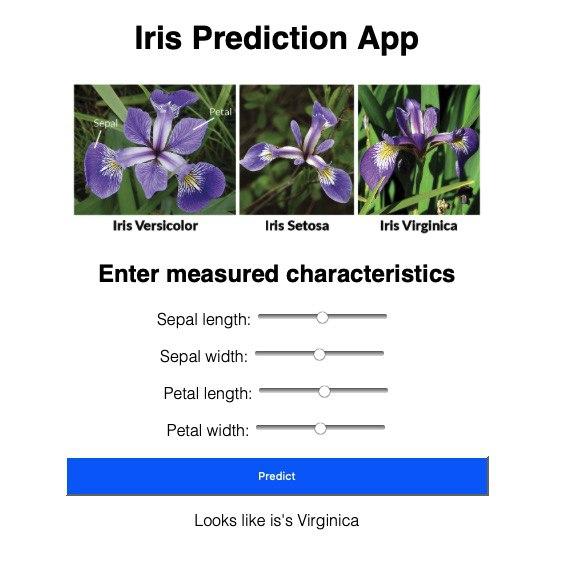 Iris Prediction App
Petal
Sepal
Iris Versicolor Iris Setosa Iris Virginica
Enter measured characteristics
Sepal length:
Sepal width:
Petal length:
Petal width:
Predict
Looks like is's Virginica